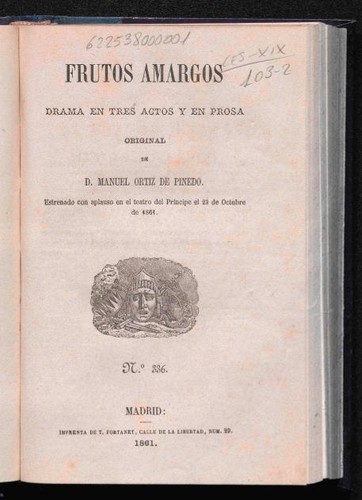 622538000001
CES-XIX
103-2
FRUTOS AMARGOS
DRAMA EN TRES ACTOS Y EN PROSA
ORIGINAL
DE
D. MANUEL ORTIZ DE PINEDO.
Estrenado con aplauso en el teatro del Príncipe el 23 de Octubre
de 1861.
N.º 336.
MADRID:
IMPRENTA DE T. FORTANET, CALLE DE LA LIBERTAD, NUM. 29.
1861.